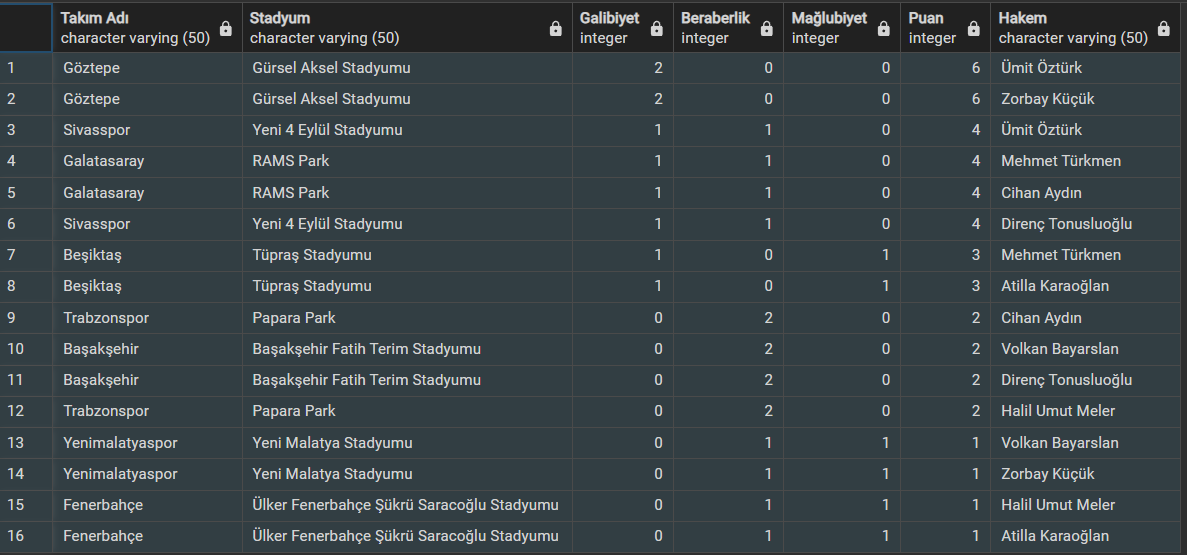 Takım Adı Stadyum Galibiyet Beraberlik Mağlubiyet Puan Hakem
character varying (50) character varying (50) integer integer integer integer character varying (50)
1 Göztepe Gürsel Aksel Stadyumu 2 0 0 6 Ümit Öztürk
2 Göztepe Gürsel Aksel Stadyumu 2 0 0 6 Zorbay Küçük
3 Sivasspor Yeni 4 Eylül Stadyumu 1 1 0 4 Ümit Öztürk
4 Galatasaray RAMS Park 1 1 0 4 Mehmet Türkmen
5 Galatasaray RAMS Park 1 1 0 4 Cihan Aydın
6 Sivasspor Yeni 4 Eylül Stadyumu 1 1 0 4 Direnç Tonusluoğlu
7 Beşiktaş Tüpraş Stadyumu 1 0 1 3 Mehmet Türkmen
8 Beşiktaş Tüpraş Stadyumu 1 0 1 3 Atilla Karaoğlan
9 Trabzonspor Papara Park 0 2 0 2 Cihan Aydın
10 Başakşehir Başakşehir Fatih Terim Stadyumu 0 2 0 2 Volkan Bayarslan
11 Başakşehir Başakşehir Fatih Terim Stadyumu 0 2 0 2 Direnç Tonusluoğlu
12 Trabzonspor Papara Park 0 2 0 2 Halil Umut Meler
13 Yenimalatyaspor Yeni Malatya Stadyumu 0 1 1 1 Volkan Bayarslan
14 Yenimalatyaspor Yeni Malatya Stadyumu 0 1 1 1 Zorbay Küçük
15 Fenerbahçe Ülker Fenerbahçe Şükrü Saracoğlu Stadyumu 0 1 1 1 Halil Umut Meler
16 Fenerbahçe Ülker Fenerbahçe Şükrü Saracoğlu Stadyumu 0 1 1 1 Atilla Karaoğlan